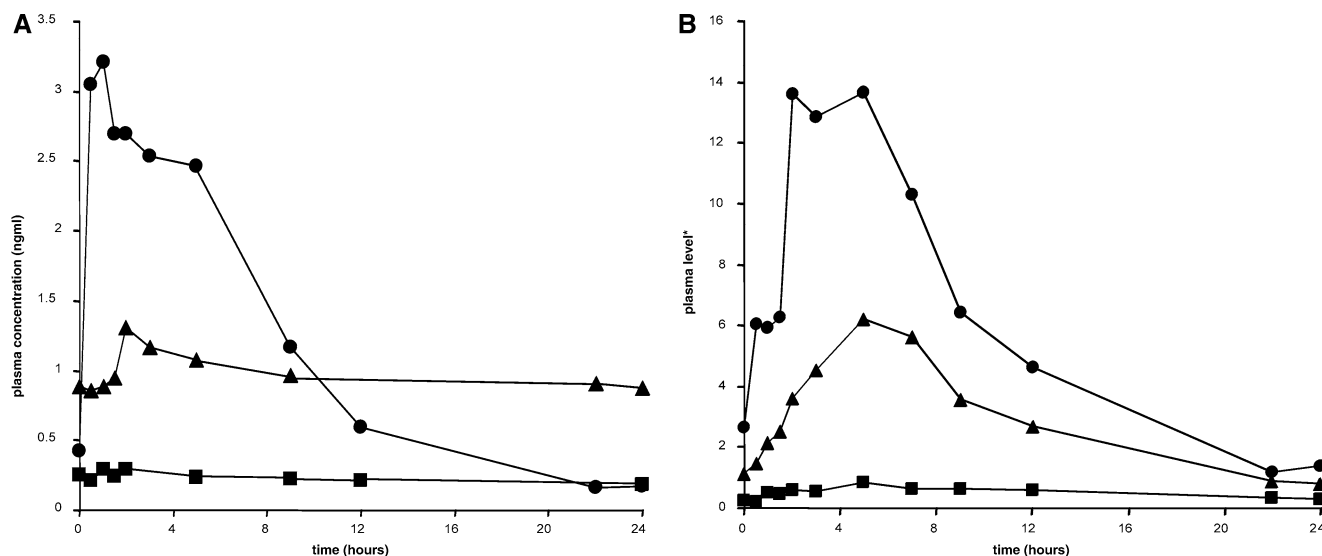 A
3.5
3
2.5
2
1.5
1
0.5
0
0 4 8 12 16 20 24
plasma concentration (ngml)
time (hours)
B
16
14
12
10
8
6
4
2
0
0 4 8 12 16 20 24
plasma level*
time (hours)